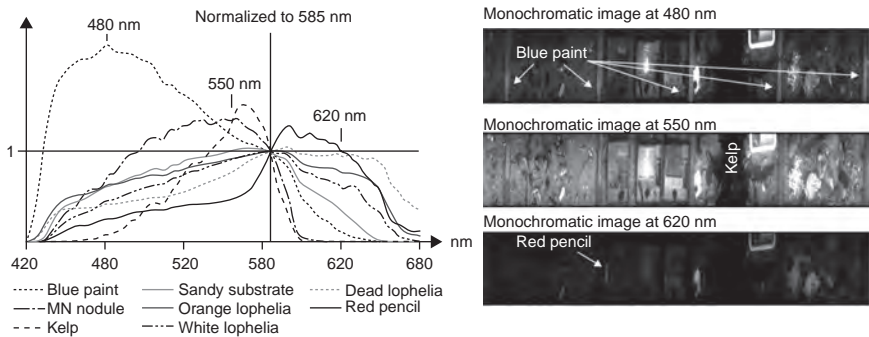 480 nm
Normalized to 585 nm
550 nm
620 nm
1
nm
420 480 520 580 620 680
Blue paint
MN nodule
Kelp
Sandy substrate
Orange lophelia
White lophelia
Dead lophelia
Red pencil
Monochromatic image at 480 nm
Blue paint
Monochromatic image at 550 nm
Kelp
Monochromatic image at 620 nm
Red pencil